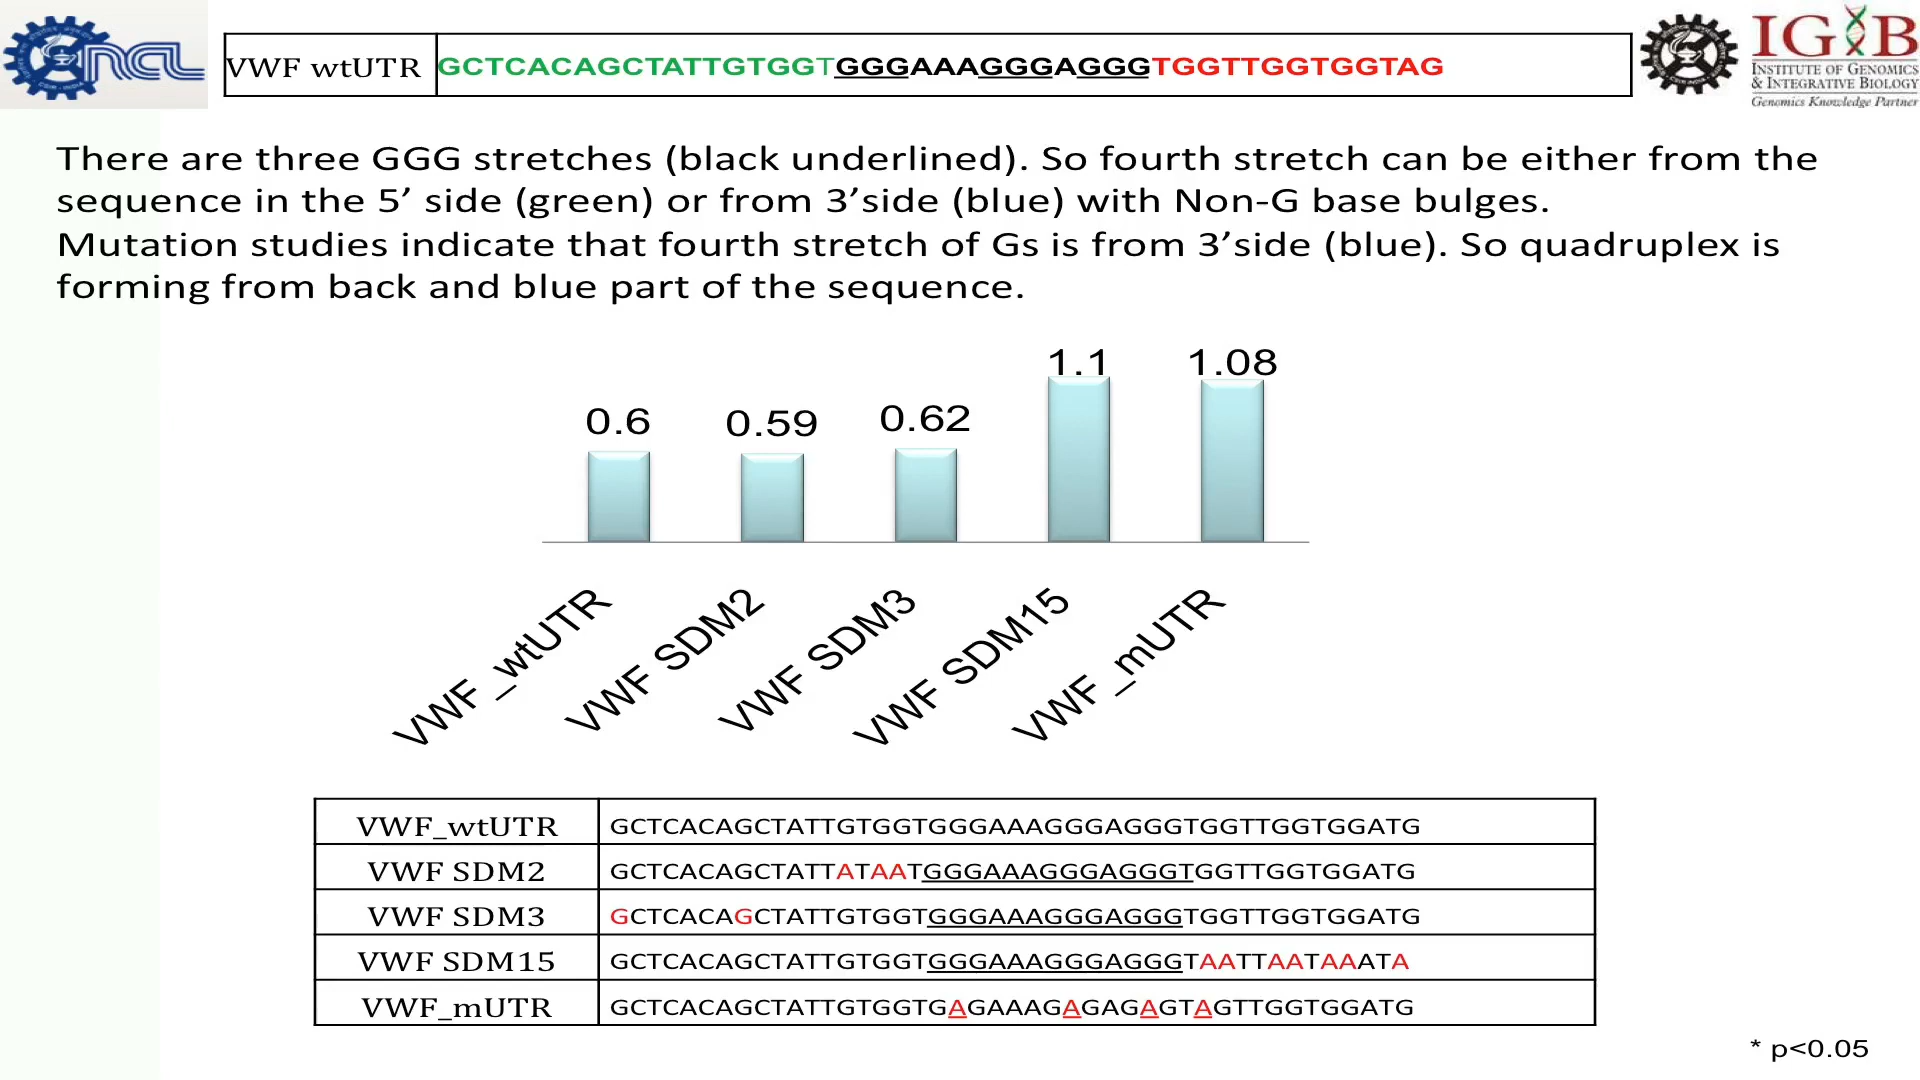 NCL
VWF wtUTR GCTCACAGCTATTGTGGTGGGAAAGGGAGGGTGGTTGGTGGTAG
IGIB
INSTITUTE OF GENOMICS
& INTEGRATIVE BIOLOGY
Genomics Knowledge Partner
There are three GGG stretches (black underlined). So fourth stretch can be either from the
sequence in the 5’ side (green) or from 3’side (blue) with Non-G base bulges.
Mutation studies indicate that fourth stretch of Gs is from 3’side (blue). So quadruplex is
forming from back and blue part of the sequence.
0.6 0.59 0.62 1.1 1.08
VWF _wtUTR
VWF SDM2
VWF SDM3
VWF SDM15
VWF _mUTR
VWF_wtUTR GCTCACAGCTATTGTGGTGGGAAAGGGAGGGTGGTTGGTGGATG
VWF SDM2 GCTCACAGCTATTATAATGGGAAAGGGAGGGTGGTTGGTGGATG
VWF SDM3 GCTCACAGCTATTGTGGTGGGAAAGGGAGGGTGGTTGGTGGATG
VWF SDM15 GCTCACAGCTATTGTGGTGGGAAAGGGAGGGTAATTAATAAATA
VWF_mUTR GCTCACAGCTATTGTGGTGAGAAAGAGAGAGTAGTTGGTGGATG
* p<0.05